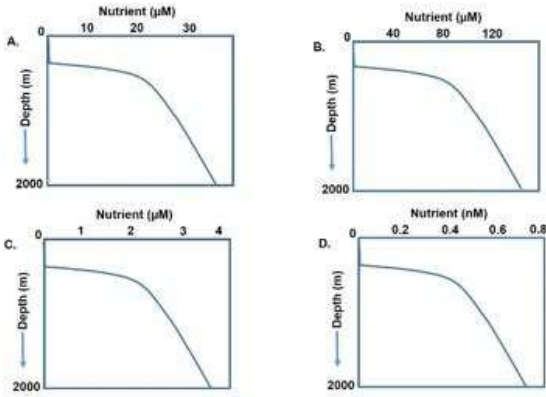 Nutrient (µM)
0 10 20 30
A.
Depth (m)
2000
Nutrient (µM)
0 40 80 120
B.
Depth (m)
2000
Nutrient (µM)
0 1 2 3 4
C.
Depth (m)
2000
Nutrient (nM)
0 0.2 0.4 0.6 0.8
D.
Depth (m)
2000